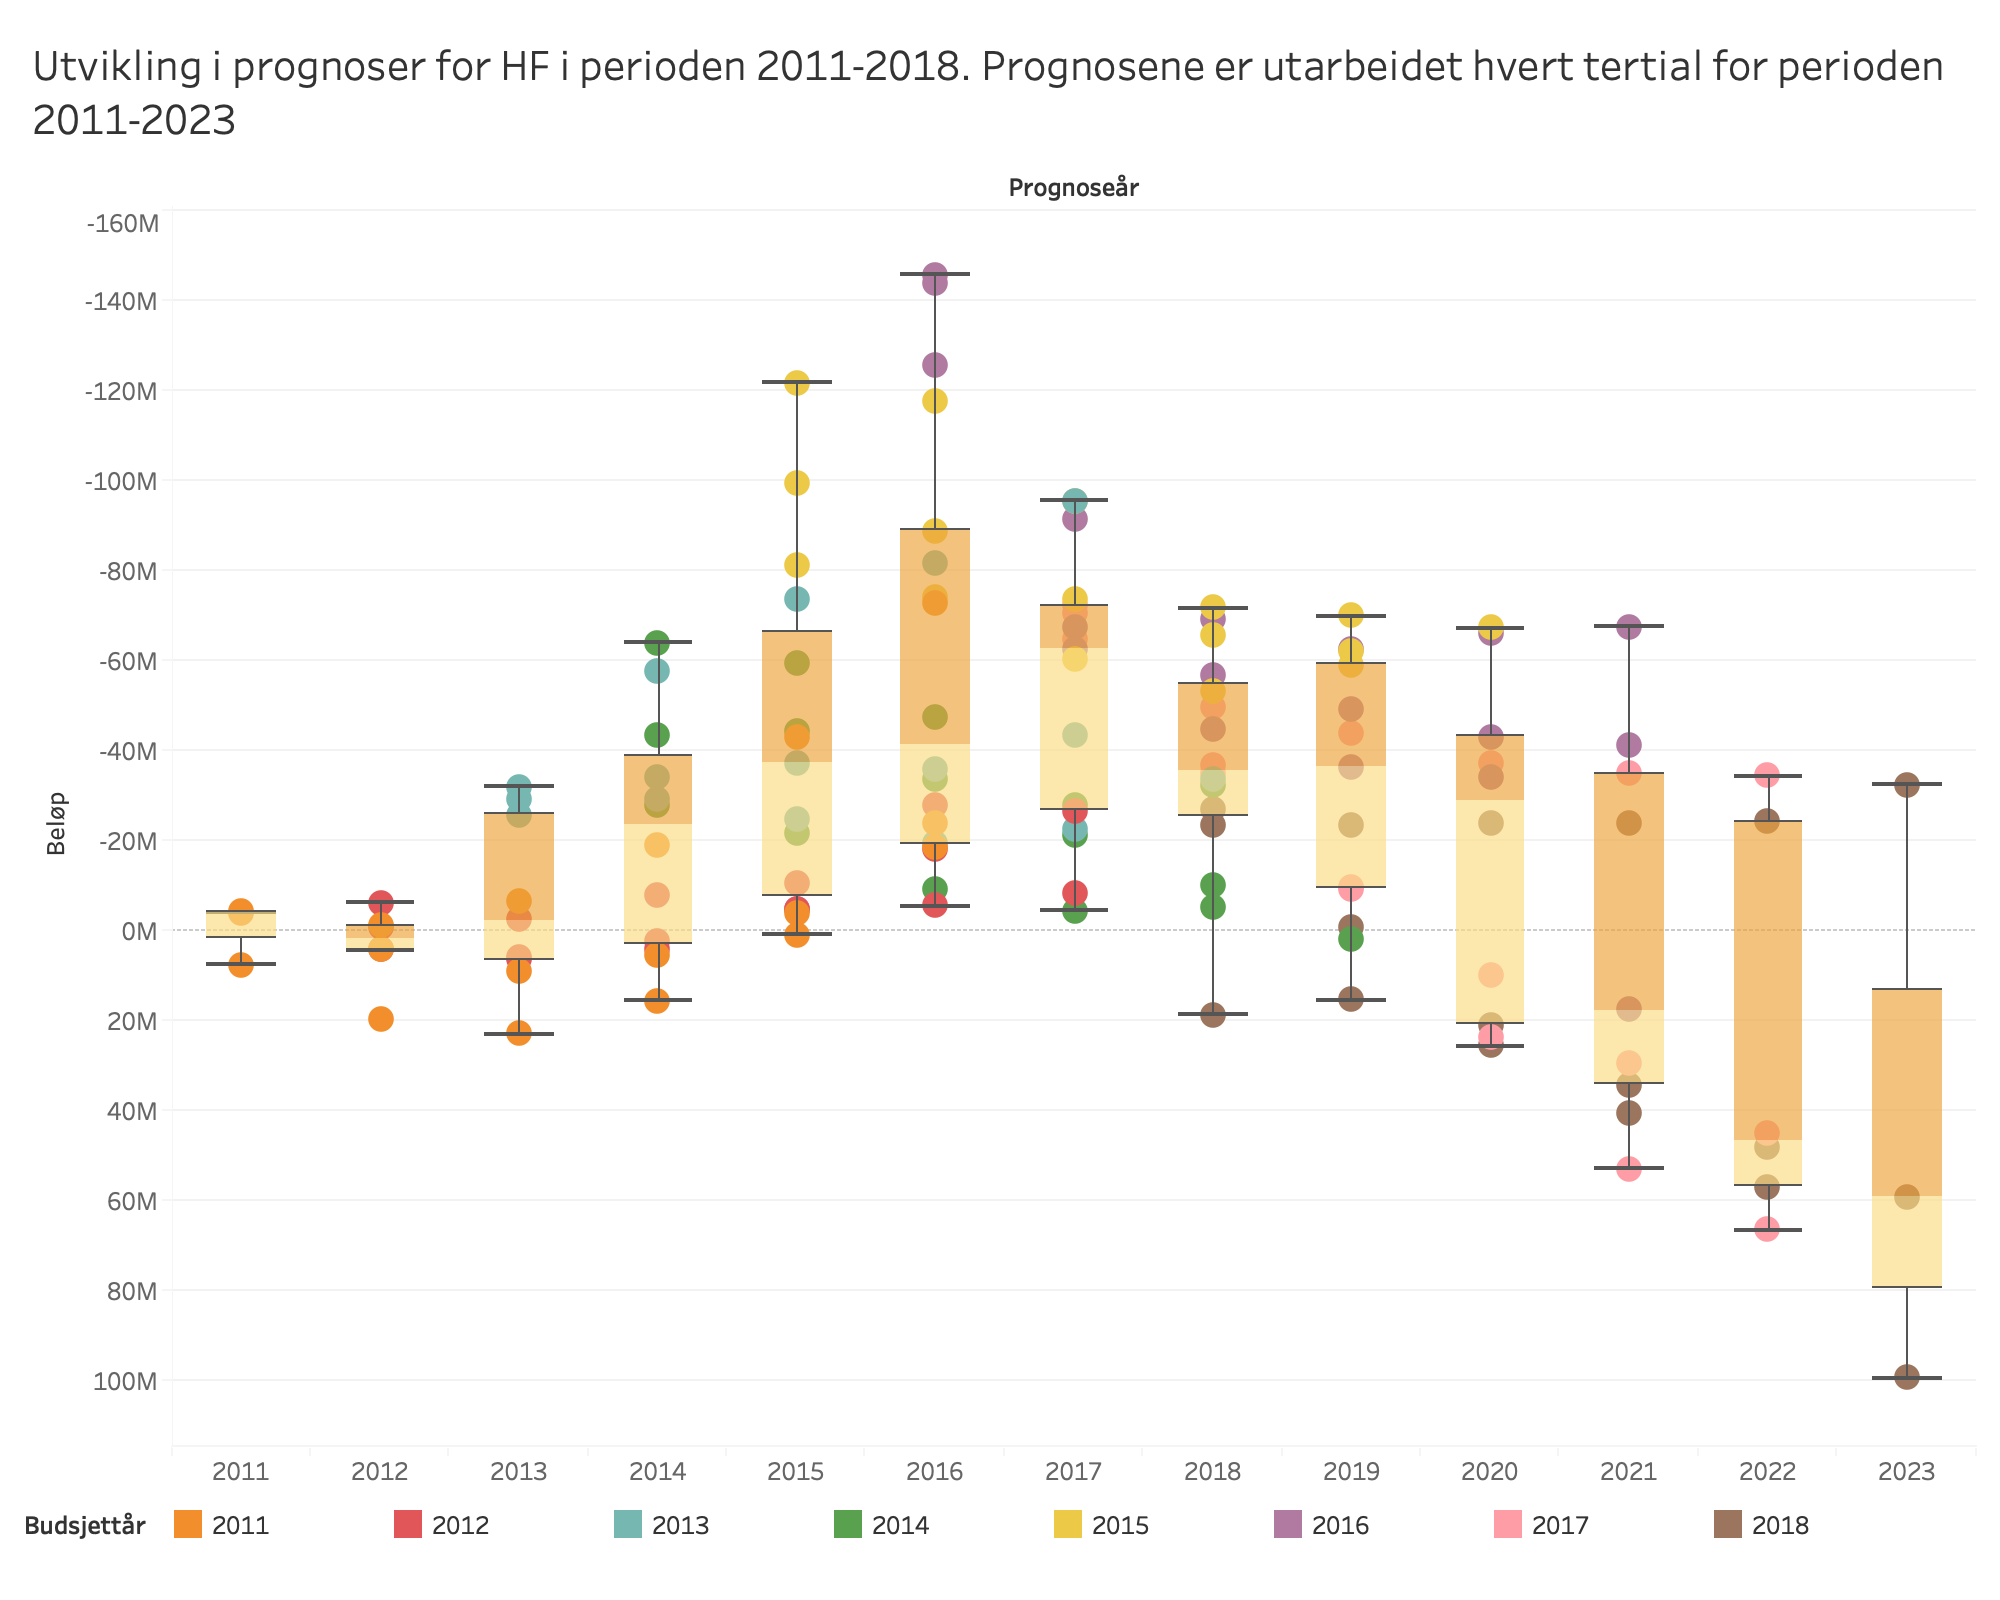 Utvikling i prognoser for HF i perioden 2011-2018. Prognosene er utarbeidet hvert tertial for perioden
2011-2023
Prognoseår
-160M
-140M
-120M
-100M
-80M
-60M
-40M
-20M
0M
20M
40M
60M
80M
100M
Beløp
2011 2012 2013 2014 2015 2016 2017 2018 2019 2020 2021 2022 2023
Budsjettår 2011 2012 2013 2014 2015 2016 2017 2018